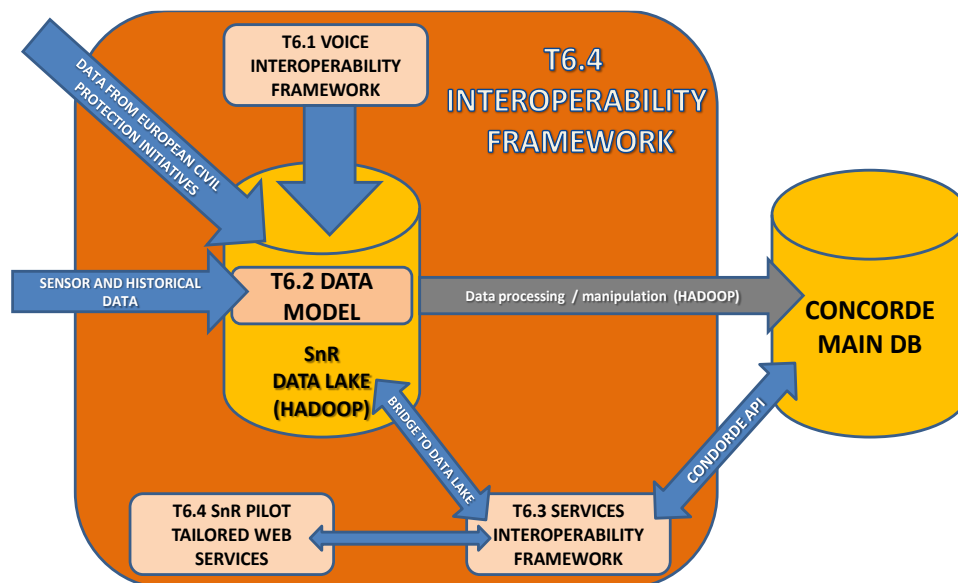 T6.1 VOICE
INTEROPERABILITY
FRAMEWORK
T6.4
INTEROPERABILITY
FRAMEWORK
DATA FROM EUROPEAN CIVIL
PROTECTION INITIATIVES
SENSOR AND HISTORICAL
DATA
T6.2 DATA
MODEL
Data processing / manipulation (HADOOP)
CONCORDE
MAIN DB
SnR
DATA LAKE
(HADOOP)
BRIDGE TO DATA LAKE
CONDORDE API
T6.4 SnR PILOT
TAILORED WEB
SERVICES
T6.3 SERVICES
INTEROPERABILITY
FRAMEWORK